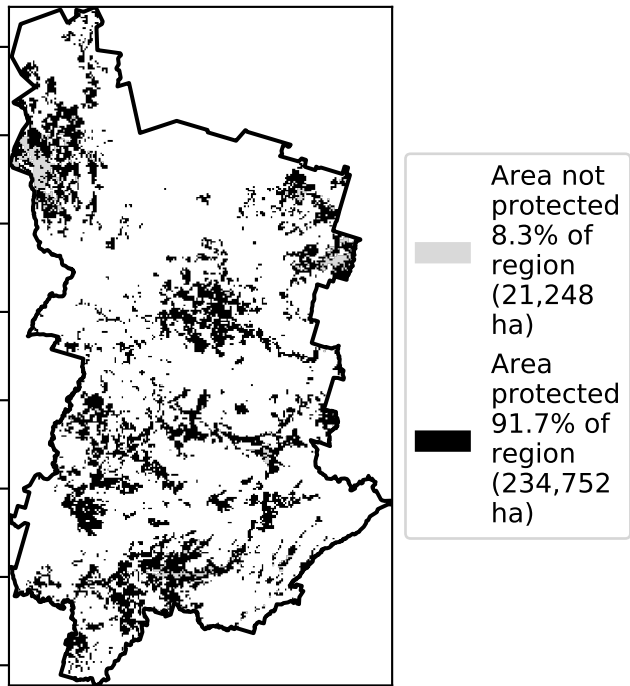 Area not
protected
8.3% of
region
(21,248
ha)
Area
protected
91.7% of
region
(234,752
ha)